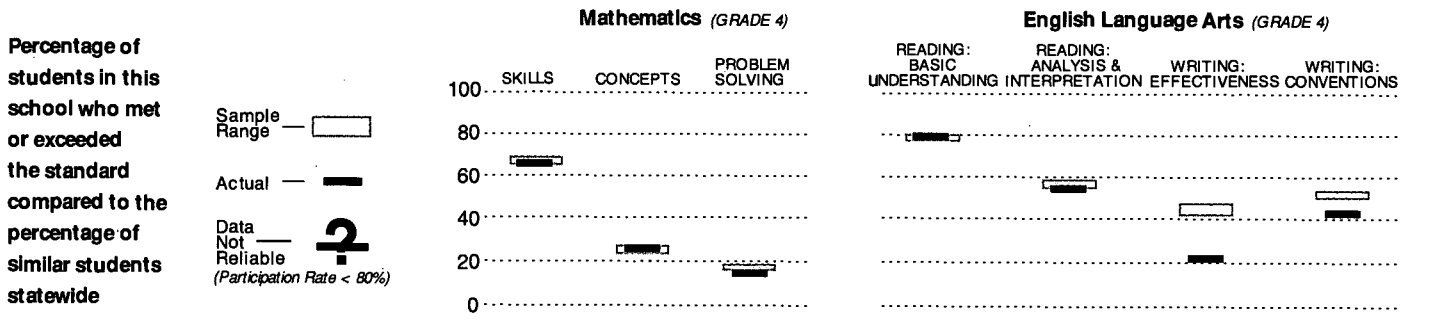 Mathematics (GRADE 4)
English Language Arts (GRADE 4)
Percentage of
students in this
school who met
or exceeded
the standard
compared to the
percentage of
similar students
statewide
Sample
Range
Actual
Data
Not
Reliable
?
(Participation Rate < 80%)
SKILLS
CONCEPTS
PROBLEM
SOLVING
READING:
BASIC
UNDERSTANDING
READING:
ANALYSIS &
INTERPRETATION
WRITING:
EFFECTIVENESS
WRITING:
CONVENTIONS
100
80
60
40
20
0